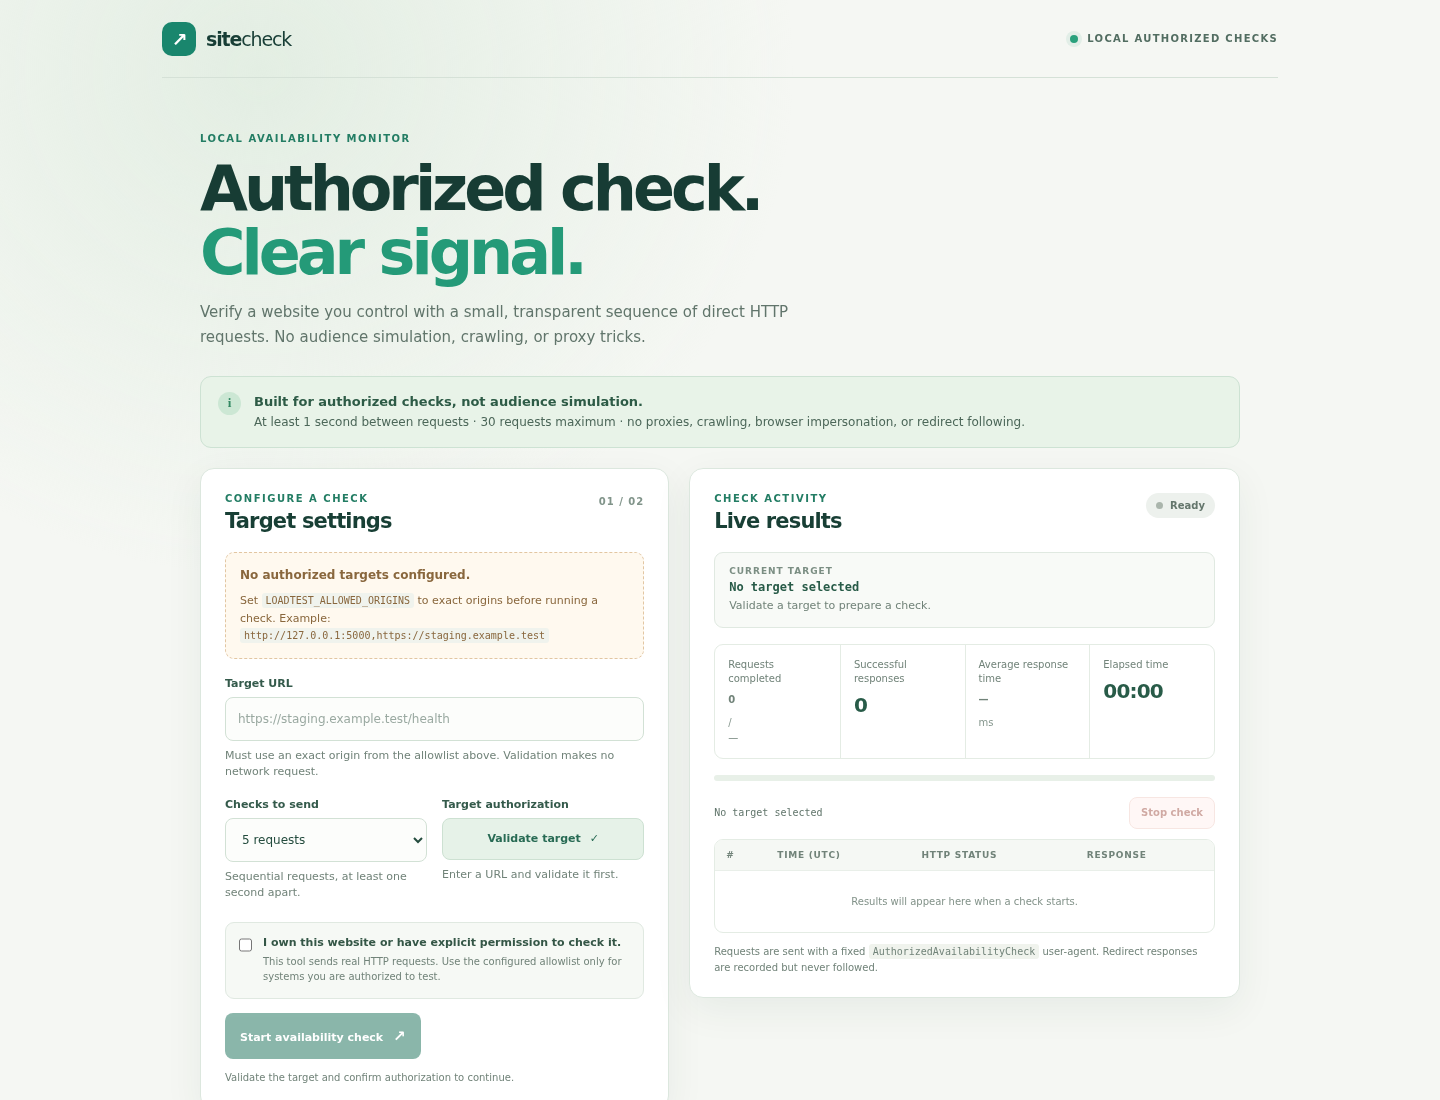 ↗ sitecheck
LOCAL AUTHORIZED CHECKS
LOCAL AVAILABILITY MONITOR
Authorized check.
Clear signal.
Verify a website you control with a small, transparent sequence of direct HTTP
requests. No audience simulation, crawling, or proxy tricks.
i
Built for authorized checks, not audience simulation.
At least 1 second between requests · 30 requests maximum · no proxies, crawling, browser impersonation, or redirect following.
CONFIGURE A CHECK
01 / 02
Target settings
No authorized targets configured.
Set LOADTEST_ALLOWED_ORIGINS to exact origins before running a
check. Example:
http://127.0.0.1:5000,https://staging.example.test
Target URL
https://staging.example.test/health
Must use an exact origin from the allowlist above. Validation makes no
network request.
Checks to send
5 requests
Sequential requests, at least one
second apart.
Target authorization
Validate target ✓
Enter a URL and validate it first.
I own this website or have explicit permission to check it.
This tool sends real HTTP requests. Use the configured allowlist only for
systems you are authorized to test.
Start availability check ↗
Validate the target and confirm authorization to continue.
CHECK ACTIVITY
Live results
Ready
CURRENT TARGET
No target selected
Validate a target to prepare a check.
Requests
completed
0
/
—
Successful
responses
0
Average response
time
—
ms
Elapsed time
00:00
No target selected
Stop check
# TIME (UTC) HTTP STATUS RESPONSE
Results will appear here when a check starts.
Requests are sent with a fixed AuthorizedAvailabilityCheck user-agent. Redirect responses
are recorded but never followed.